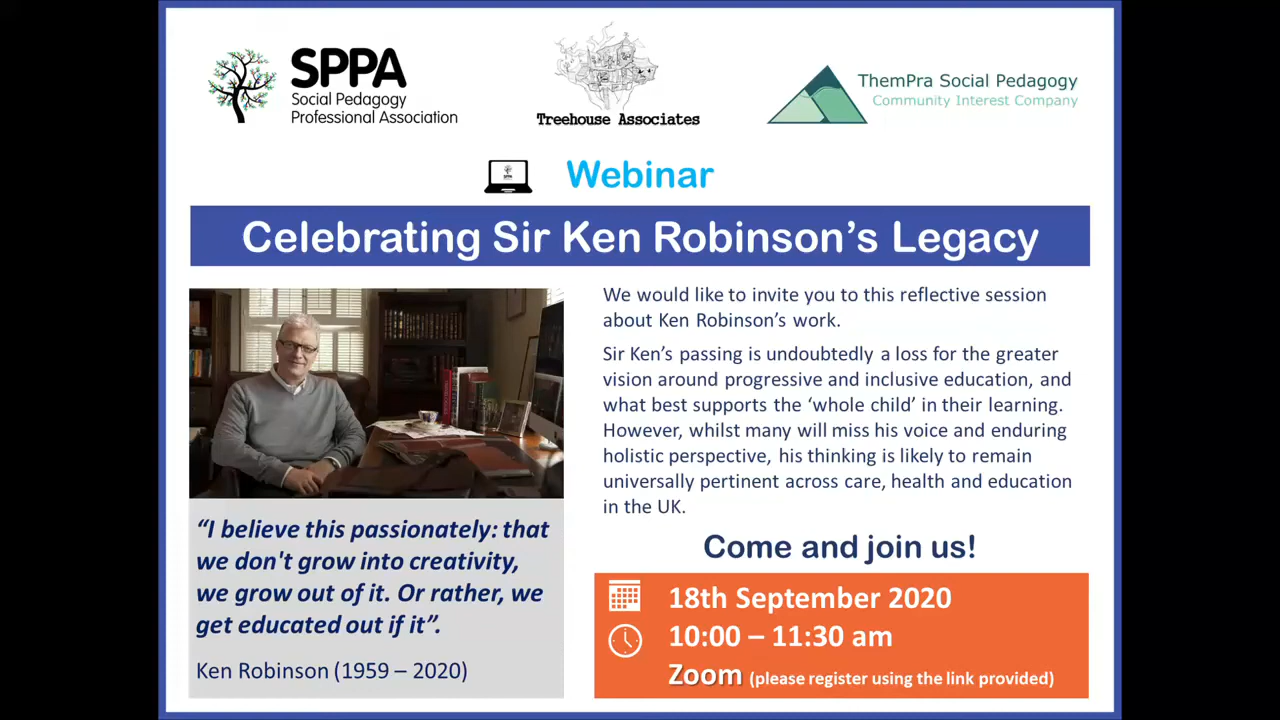 SPPA
Social Pedagogy
Professional Association
Treehouse Associates
ThemPra Social Pedagogy
Community Interest Company
SPPA
Webinar
Celebrating Sir Ken Robinson’s Legacy
We would like to invite you to this reflective session
about Ken Robinson’s work.
Sir Ken’s passing is undoubtedly a loss for the greater
vision around progressive and inclusive education, and
what best supports the ‘whole child’ in their learning.
However, whilst many will miss his voice and enduring
holistic perspective, his thinking is likely to remain
universally pertinent across care, health and education
in the UK.
“I believe this passionately: that
we don't grow into creativity,
we grow out of it. Or rather, we
get educated out if it”.
Ken Robinson (1959 – 2020)
Come and join us!
18th September 2020
10:00 – 11:30 am
Zoom (please register using the link provided)